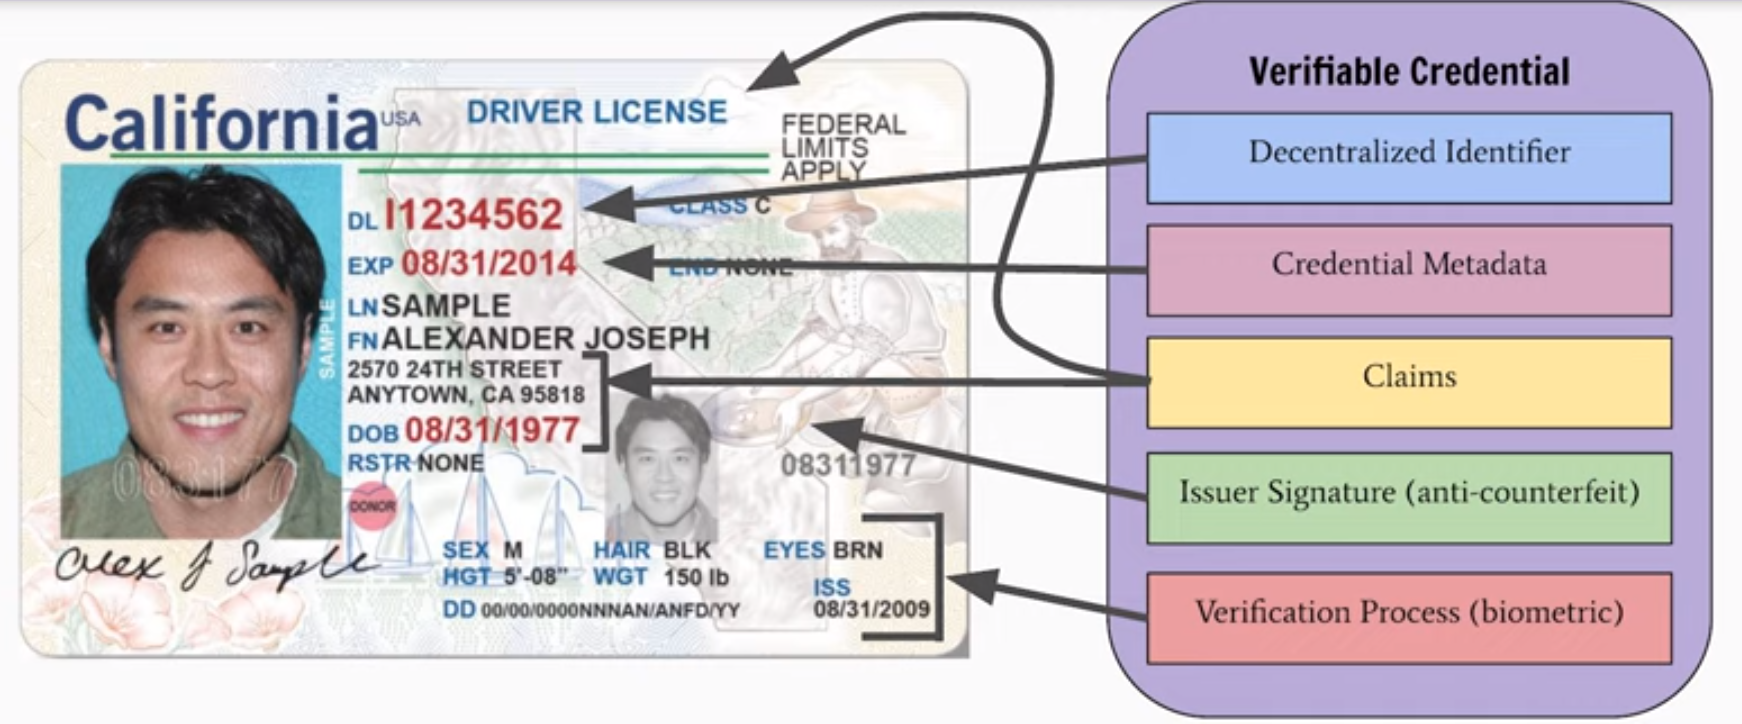 California USA
DRIVER LICENSE
FEDERAL
LIMITS
APPLY
DL I1234562
CLASS C
EXP 08/31/2014
END NONE
LN SAMPLE
FN ALEXANDER JOSEPH
2570 24TH STREET
ANYTOWN, CA 95818
DOB 08/31/1977
RSTR NONE
SAMPLE
083177
DONOR
08311977
Alex J Sample
SEX M HAIR BLK EYES BRN
HGT 5'-08" WGT 150 lb
ISS
DD 00/00/0000NNNAN/ANFD/YY 08/31/2009
Verifiable Credential
Decentralized Identifier
Credential Metadata
Claims
Issuer Signature (anti-counterfeit)
Verification Process (biometric)